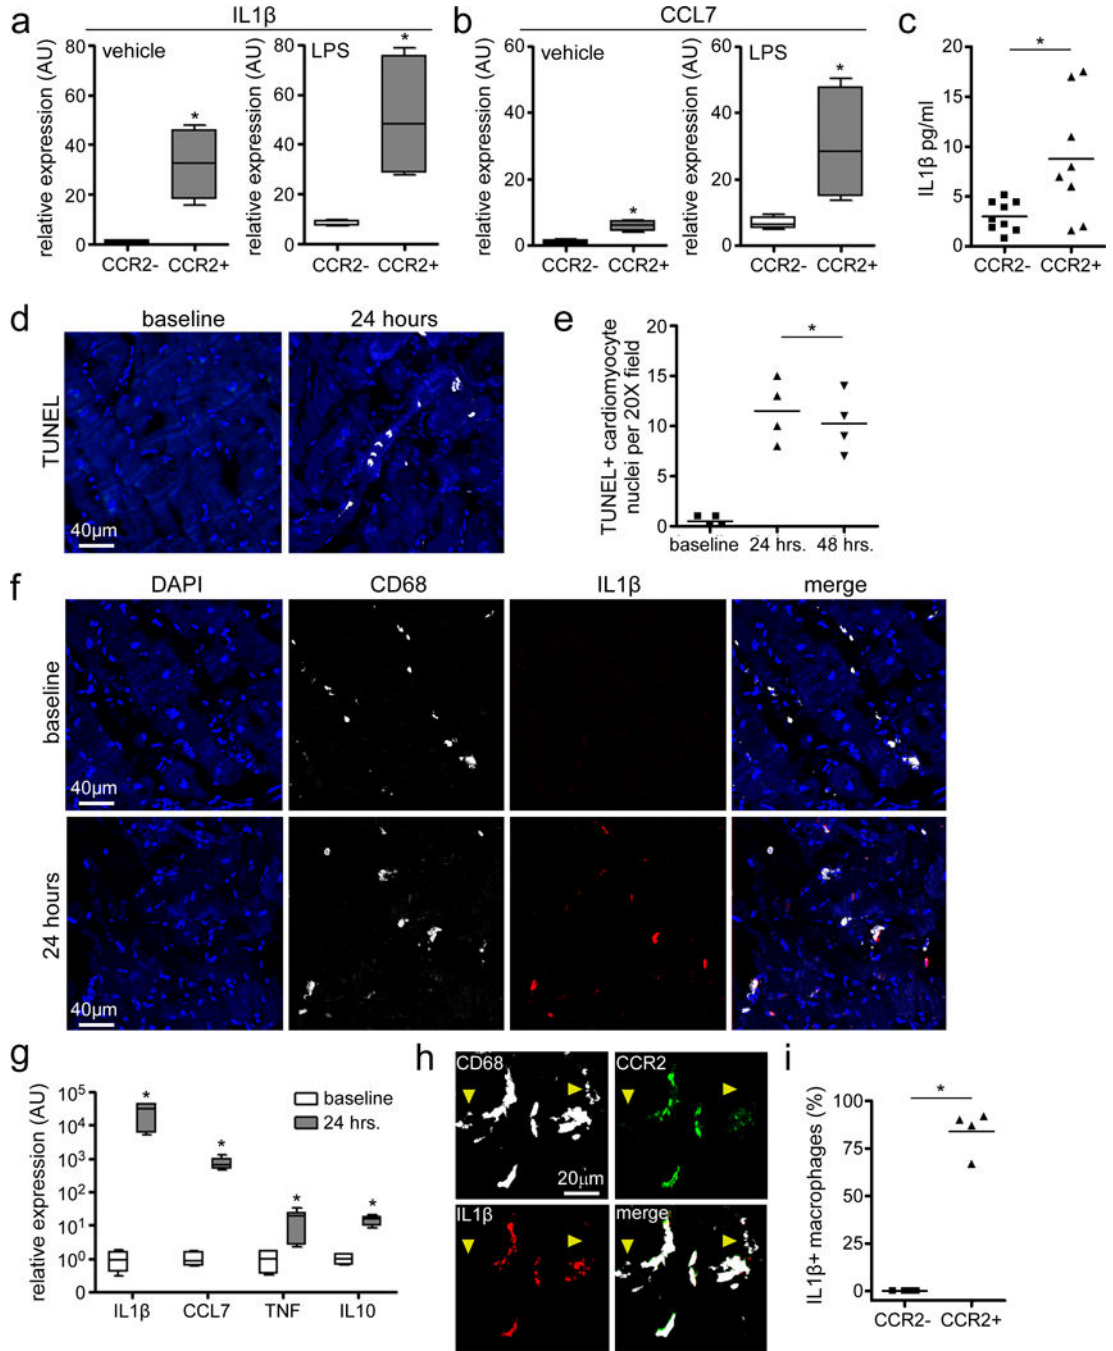 a
IL1β
relative expression (AU)
80
60
40
20
0
vehicle
*
CCR2- CCR2+
relative expression (AU)
80
60
40
20
0
LPS
*
CCR2- CCR2+
b
CCL7
relative expression (AU)
60
40
20
0
vehicle
*
CCR2- CCR2+
relative expression (AU)
60
40
20
0
LPS
*
CCR2- CCR2+
c
IL1β pg/ml
20
15
10
5
0
*
CCR2- CCR2+
d
baseline 24 hours
TUNEL
40μm
e
TUNEL+ cardiomyocyte
nuclei per 20X field
20
15
10
5
0
*
baseline 24 hrs. 48 hrs.
f
DAPI CD68 IL1β merge
baseline
40μm
24 hours
40μm
g
relative expression (AU)
10⁵
10⁴
10³
10²
10¹
10⁰
0
baseline
24 hrs.
* * * *
IL1β CCL7 TNF IL10
h
CD68 CCR2
20μm
IL1β merge
i
IL1β+ macrophages (%)
100
75
50
25
0
*
CCR2- CCR2+